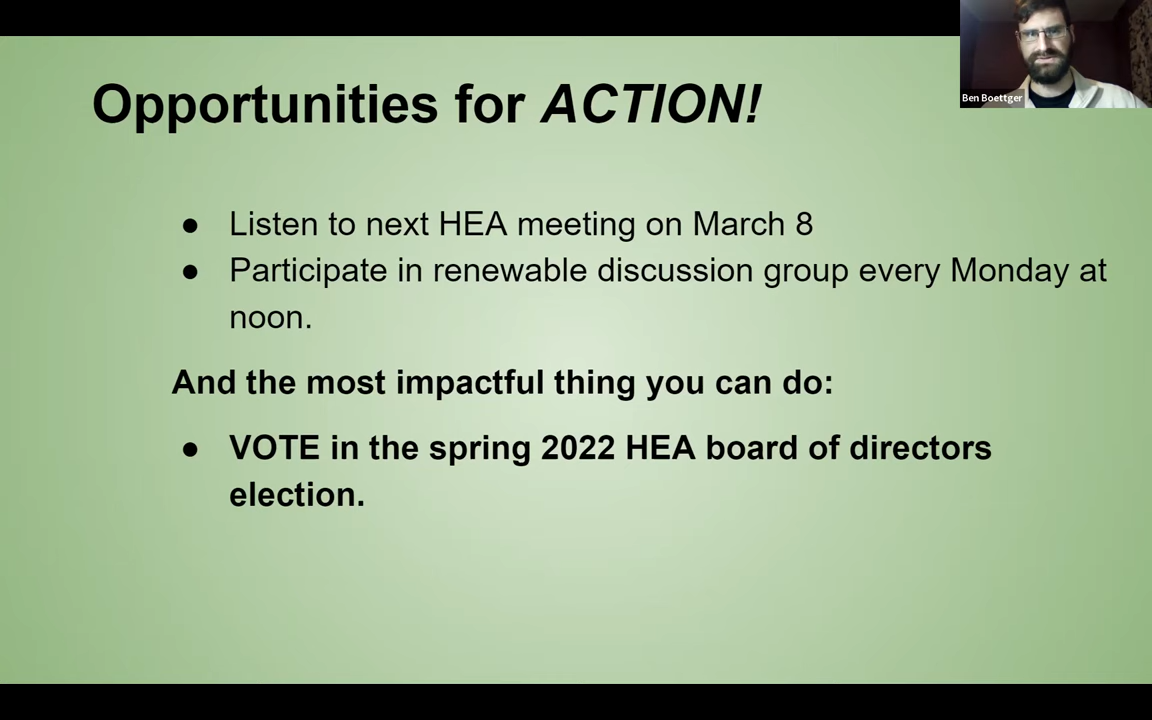 Opportunities for ACTION!
Ben Boettger
● Listen to next HEA meeting on March 8
● Participate in renewable discussion group every Monday at
noon.
And the most impactful thing you can do:
● VOTE in the spring 2022 HEA board of directors
election.